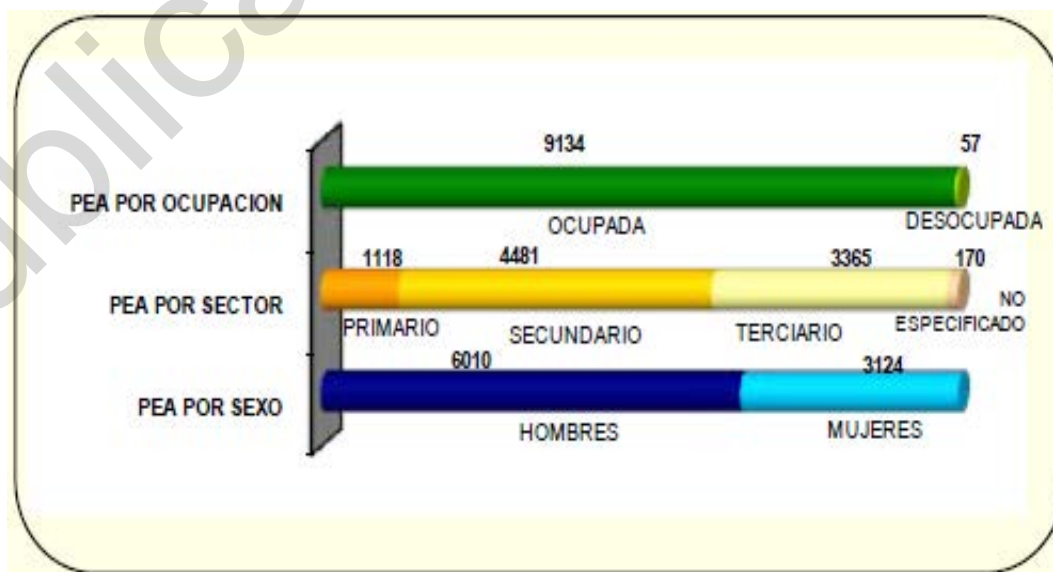 9134 57
PEA POR OCUPACION
OCUPADA DESOCUPADA
1118 4481 3365 170
PEA POR SECTOR
PRIMARIO SECUNDARIO TERCIARIO NO ESPECIFICADO
6010 3124
PEA POR SEXO
HOMBRES MUJERES